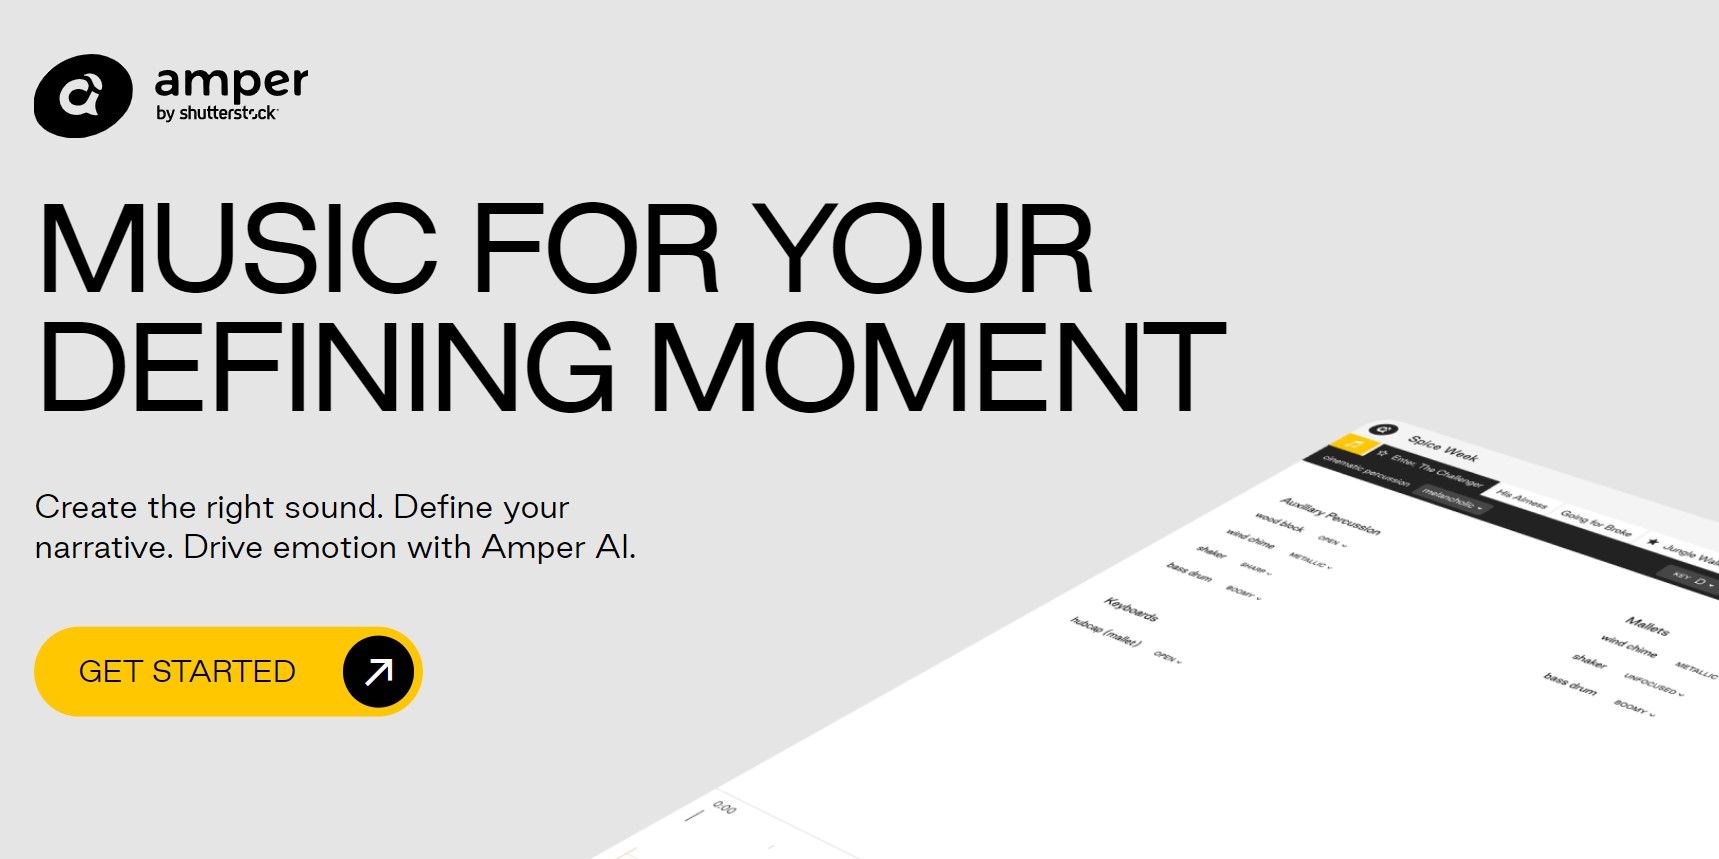 amper
by shutterstock
MUSIC FOR YOUR
DEFINING MOMENT
Create the right sound. Define your
narrative. Drive emotion with Amper AI.
GET STARTED
Spice Week
Enter, The Challenger
His Airness
Going for Broke
Jungle
cinematic percussion
melancholic
KEY D
Auxiliary Percussion
wood block OPEN
wind chime METALLIC
shaker SHARP
bass drum BOOMY
Keyboards
hubcap (mallet) OPEN
Mallets
wind chime METALLIC
shaker UNFOCUSED
bass drum BOOMY
0:00